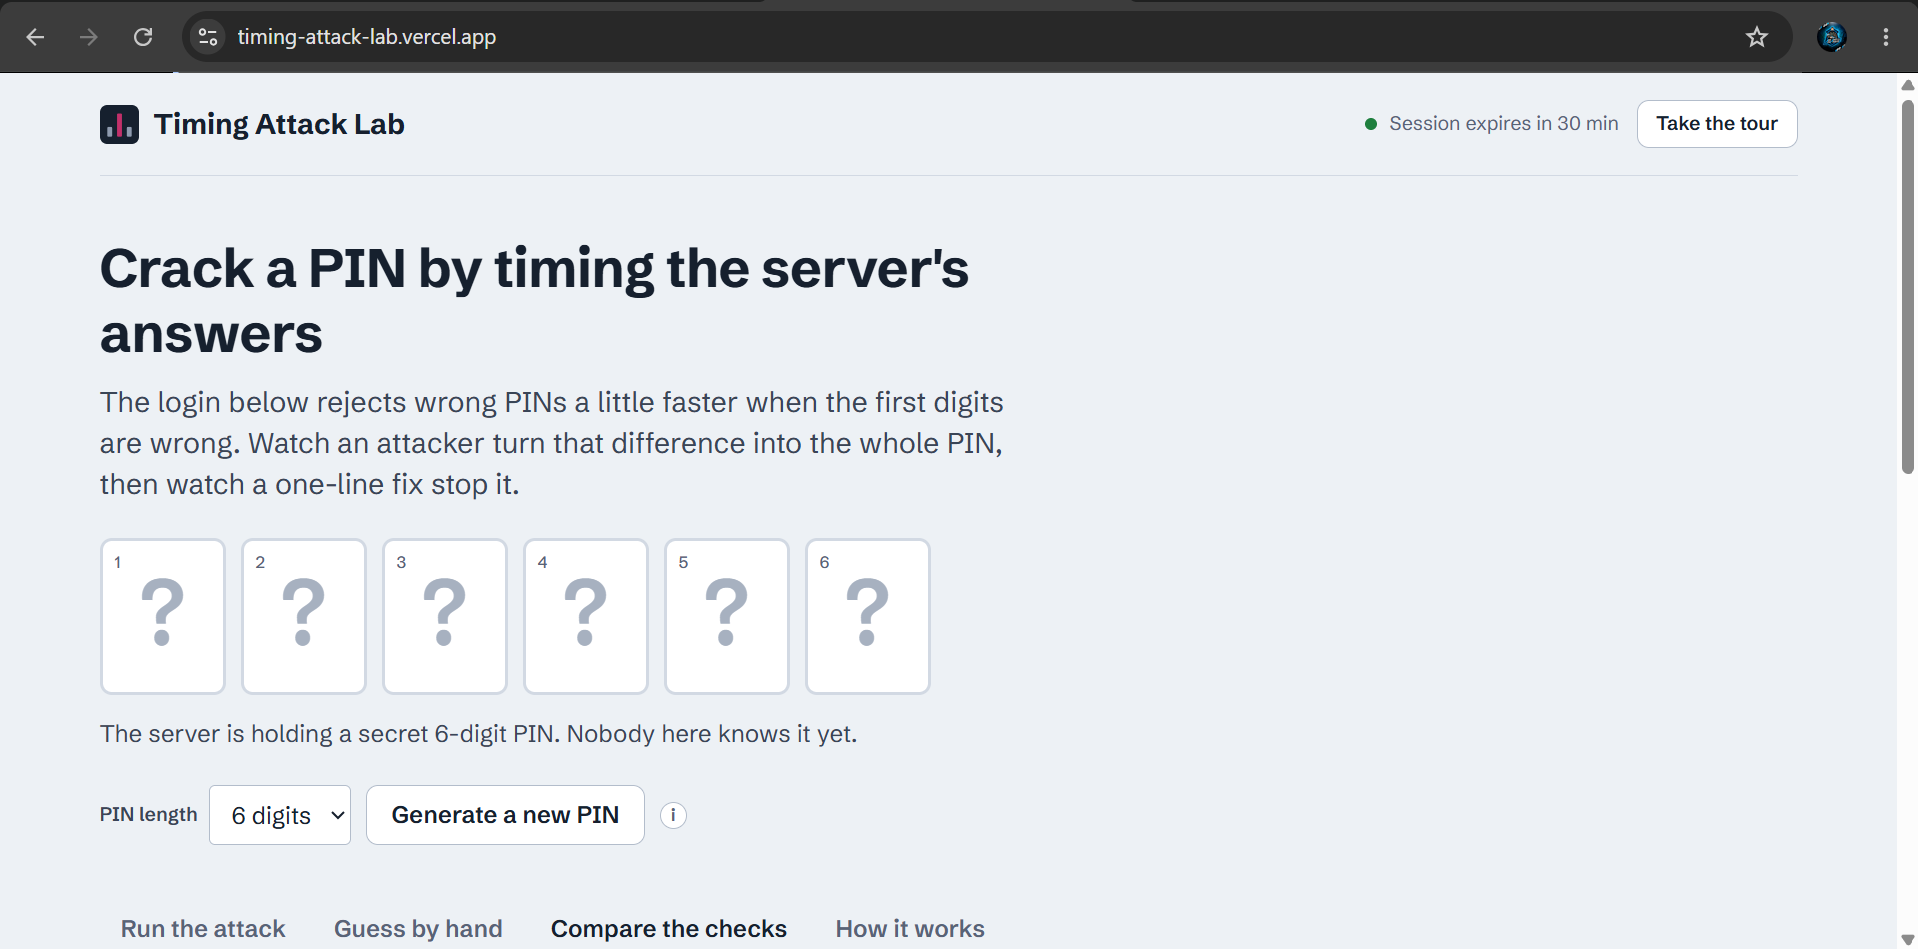 timing-attack-lab.vercel.app
Timing Attack Lab
Session expires in 30 min
Take the tour
Crack a PIN by timing the server's
answers
The login below rejects wrong PINs a little faster when the first digits
are wrong. Watch an attacker turn that difference into the whole PIN,
then watch a one-line fix stop it.
1 2 3 4 5 6
? ? ? ? ? ?
The server is holding a secret 6-digit PIN. Nobody here knows it yet.
PIN length 6 digits Generate a new PIN i
Run the attack Guess by hand Compare the checks How it works